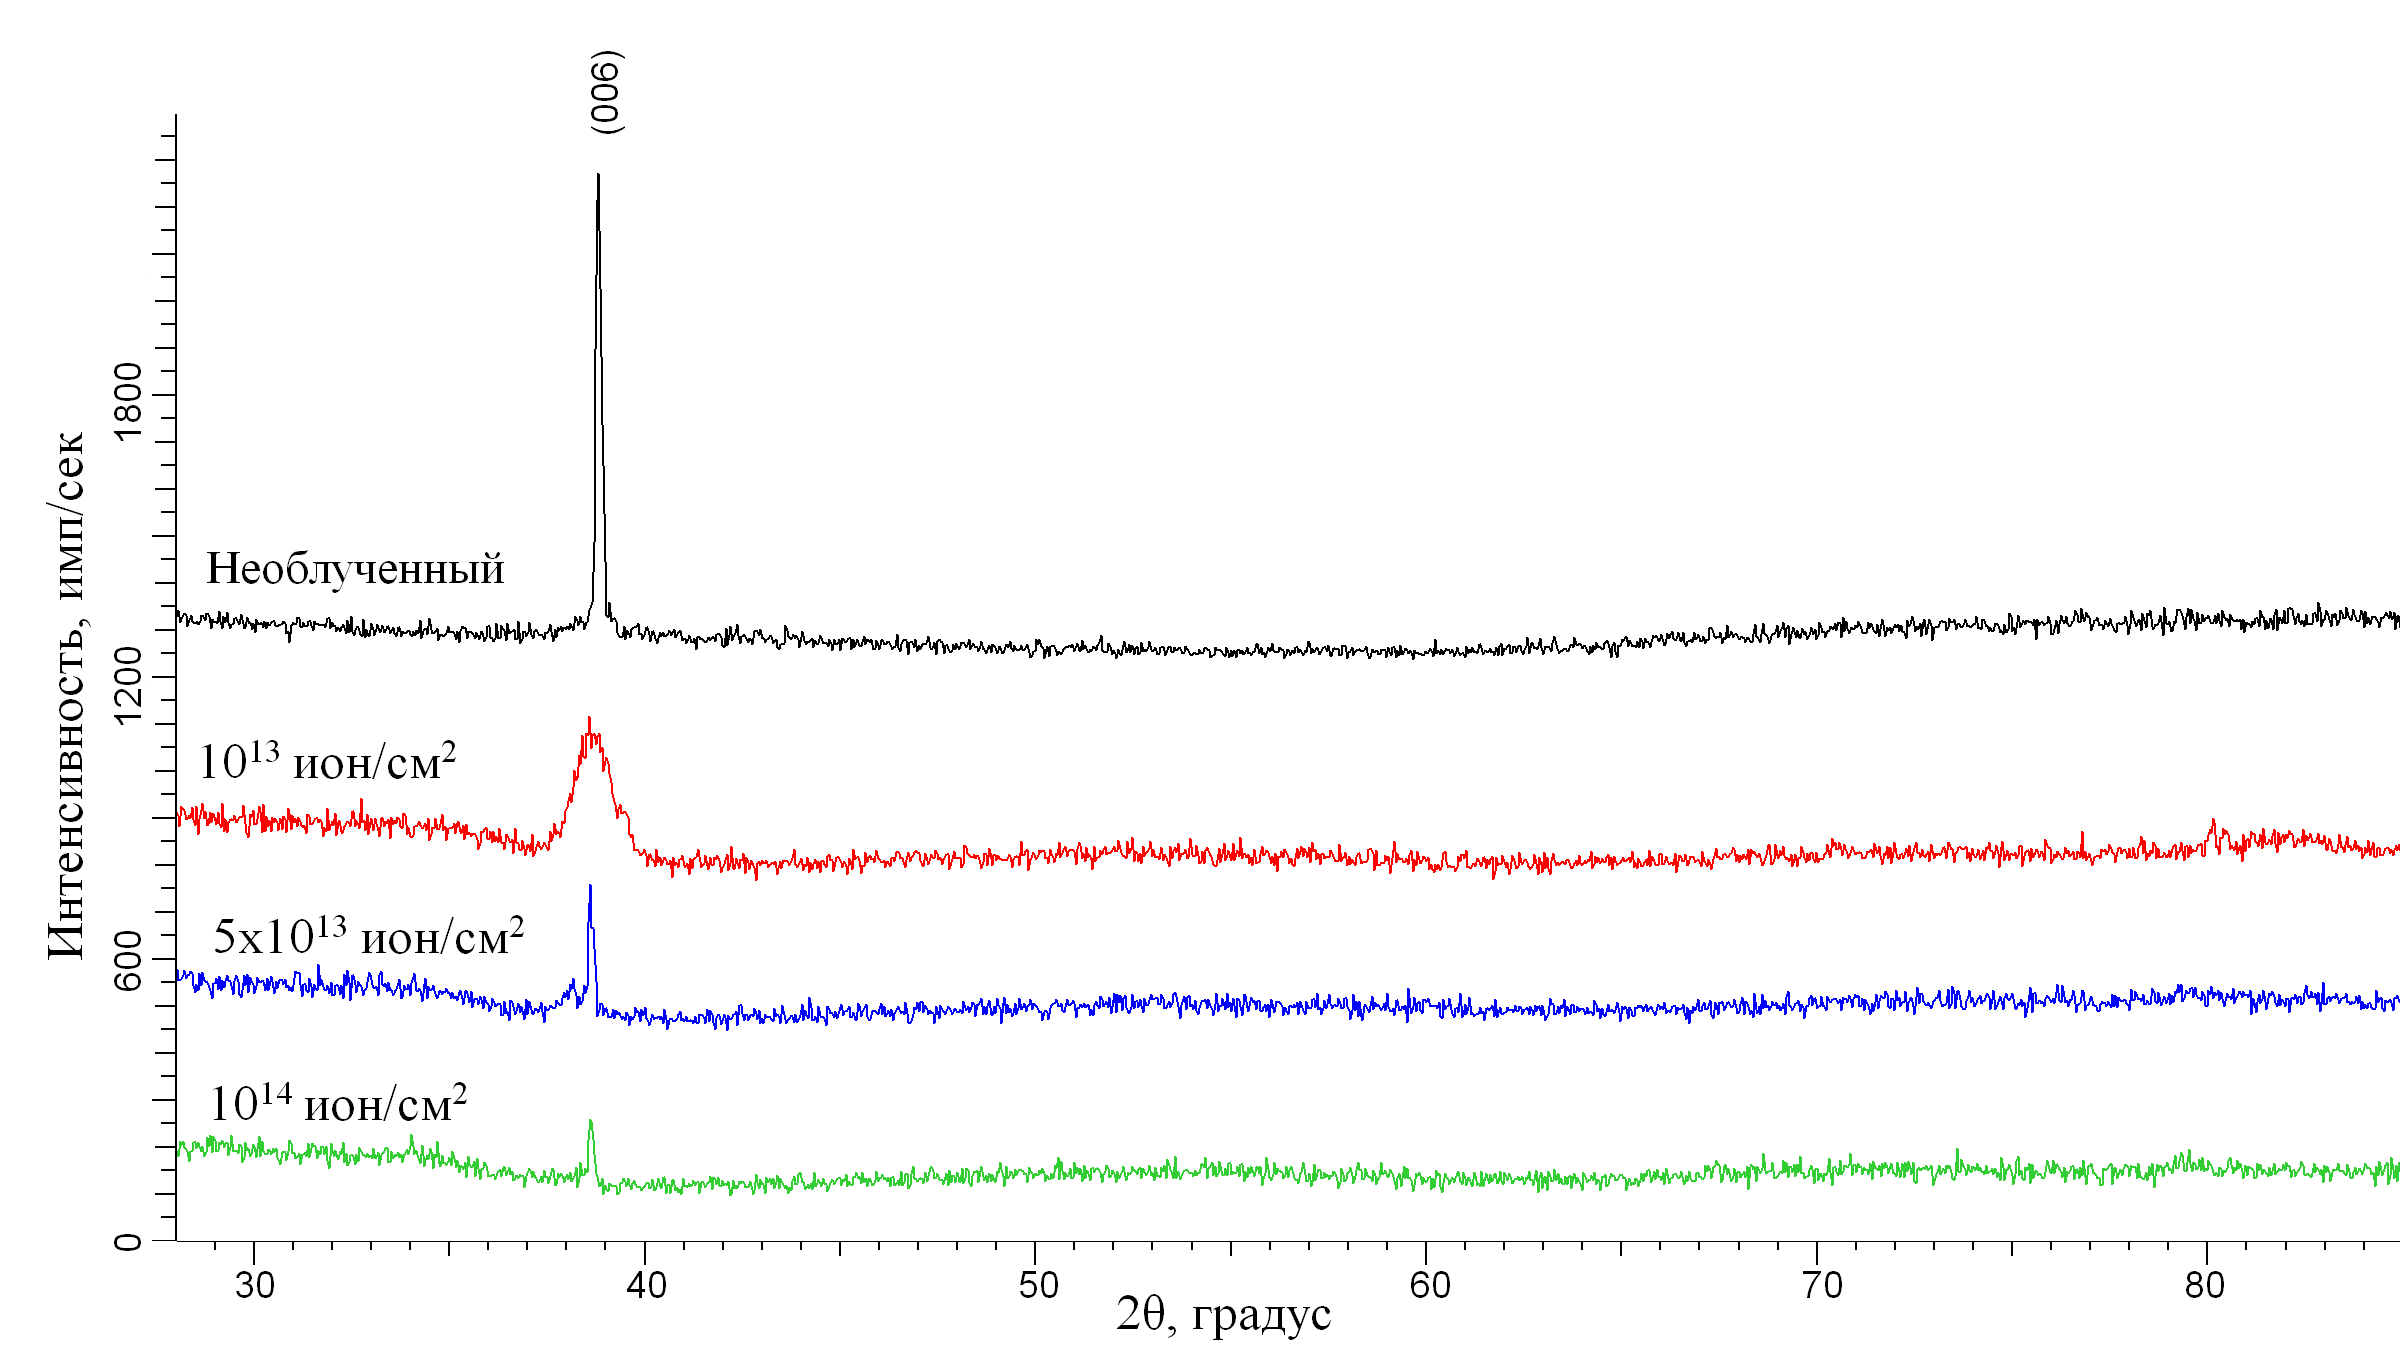 (006)
Интенсивность, имп/сек
1800
1200
600
0
Необлученный
10¹³ ион/см²
5x10¹³ ион/см²
10¹⁴ ион/см²
30 40 50 60 70 80
2θ, градус